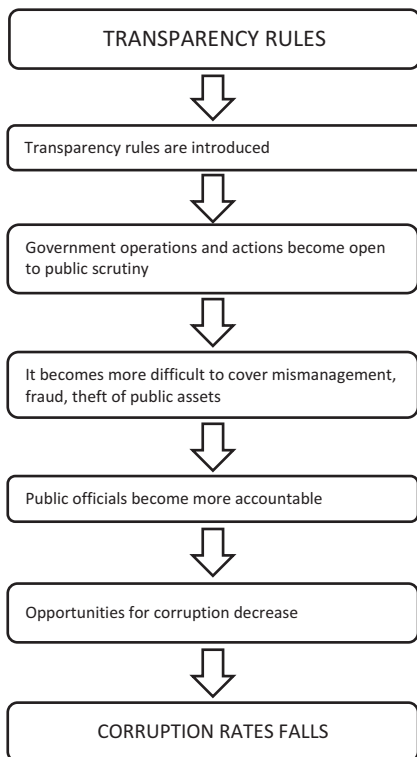 TRANSPARENCY RULES
Transparency rules are introduced
Government operations and actions become open
to public scrutiny
It becomes more difficult to cover mismanagement,
fraud, theft of public assets
Public officials become more accountable
Opportunities for corruption decrease
CORRUPTION RATES FALLS